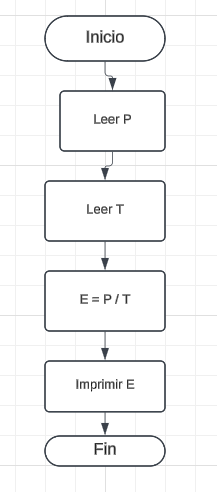 Inicio
Leer P
Leer T
E = P / T
Imprimir E
Fin